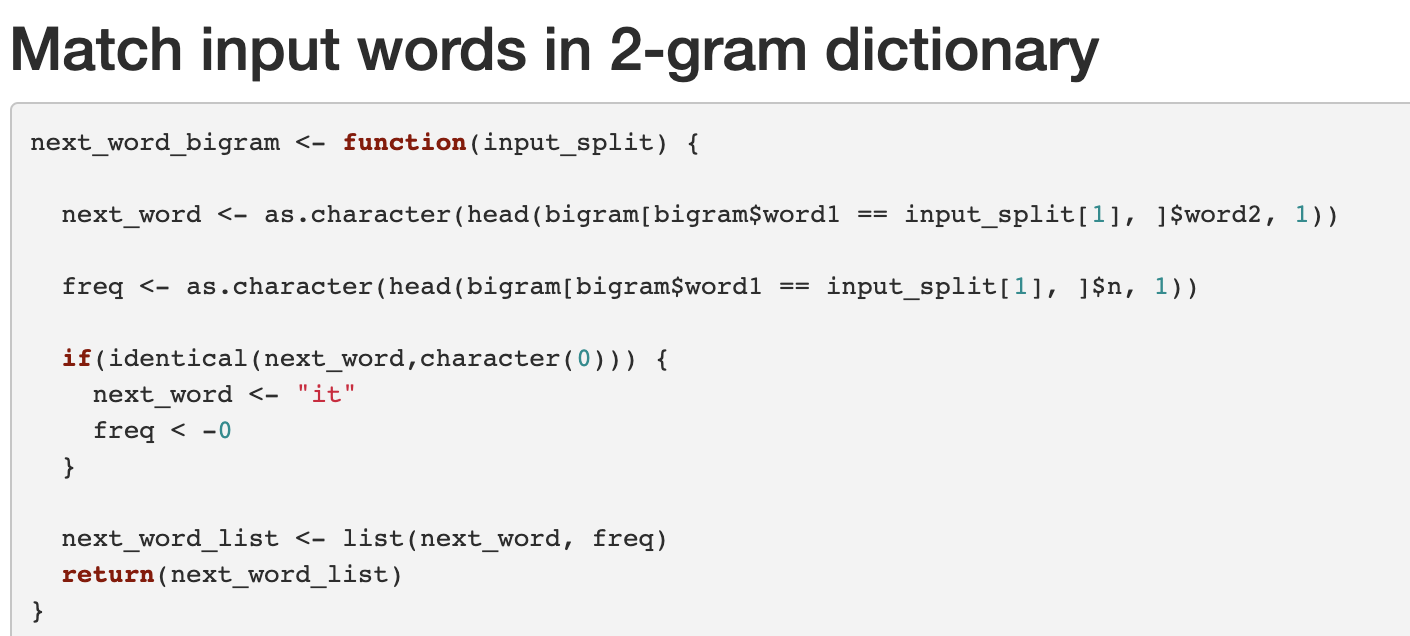 Match input words in 2-gram dictionary
next_word_bigram <- function(input_split) {
next_word <- as.character(head(bigram[bigram$word1 == input_split[1], ]$word2, 1))
freq <- as.character(head(bigram[bigram$word1 == input_split[1], ]$n, 1))
if(identical(next_word,character(0))) {
next_word <- "it"
freq < -0
}
next_word_list <- list(next_word, freq)
return(next_word_list)
}